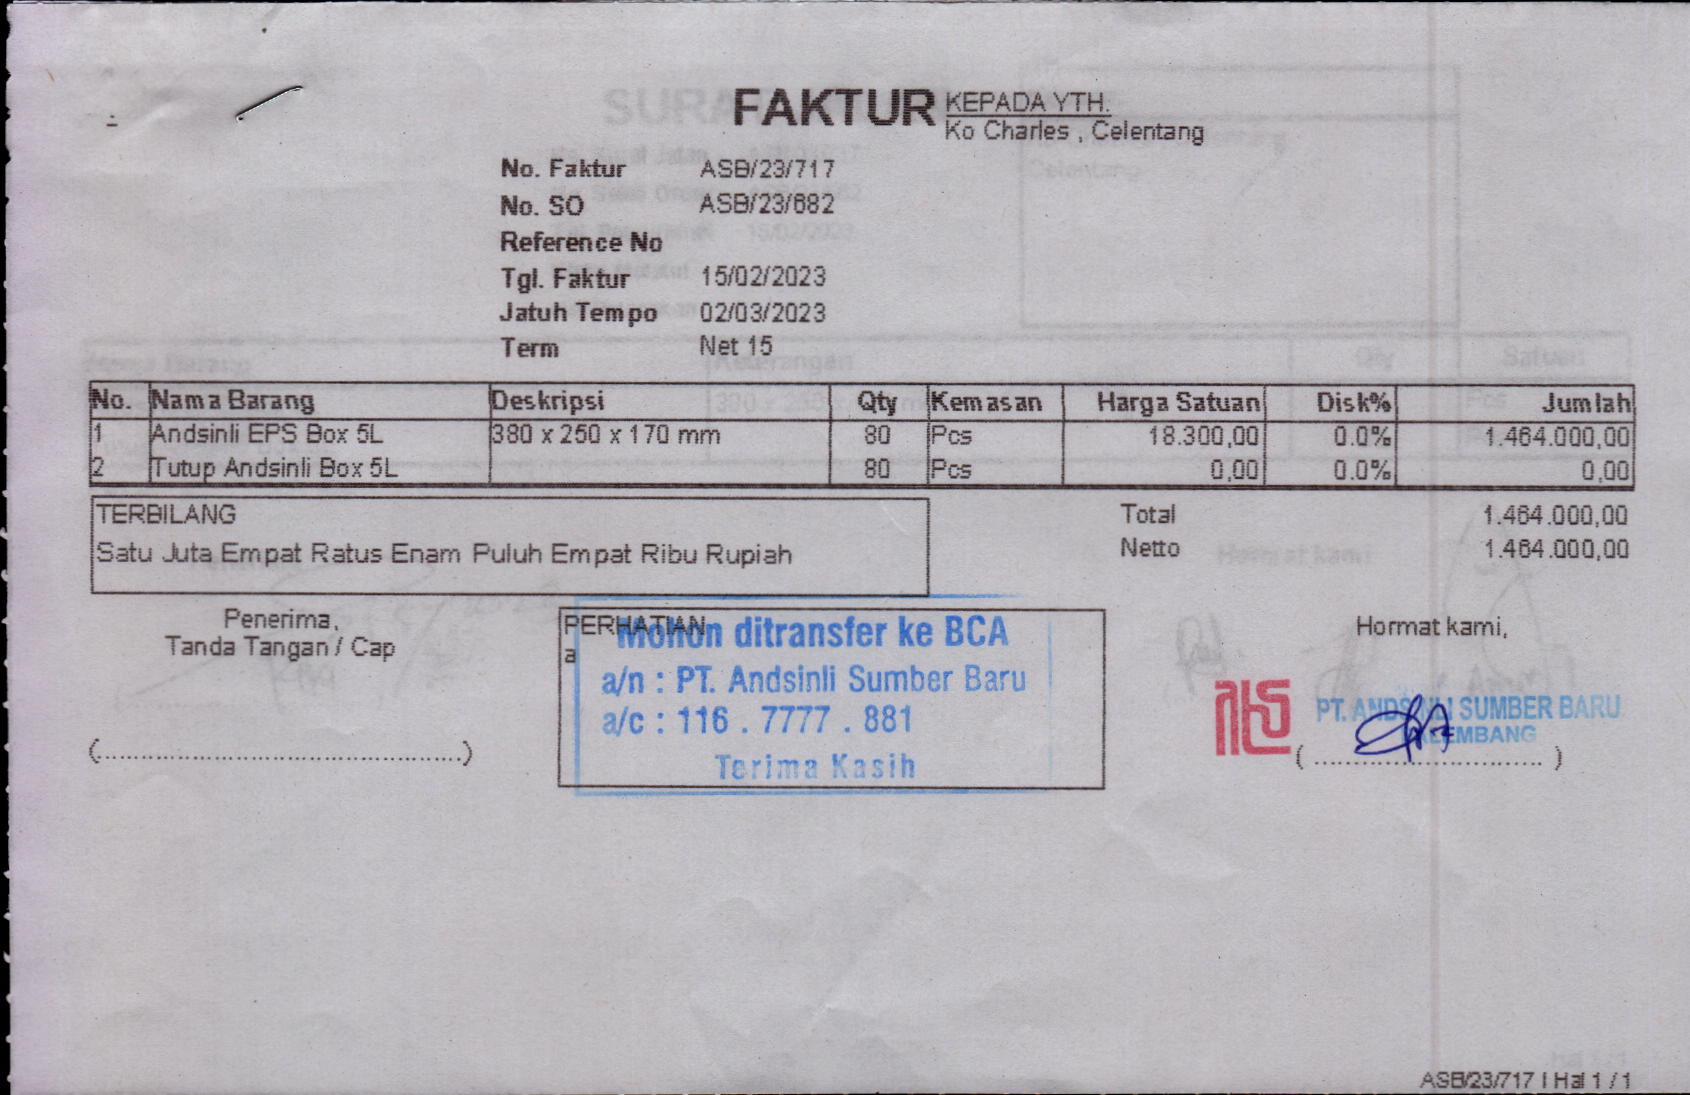 FAKTUR
KEPADA YTH.
Ko Charles , Celentang
No. Faktur ASB/23/717
No. SO ASB/23/682
Reference No
Tgl. Faktur 15/02/2023
Jatuh Tempo 02/03/2023
Term Net 15
No. Nama Barang Deskripsi Qty Kemasan Harga Satuan Disk% Jumlah
1 Andsinli EPS Box 5L 380 x 250 x 170 mm 80 Pcs 18.300,00 0.0% 1.464.000,00
2 Tutup Andsinli Box 5L 80 Pcs 0,00 0.0% 0,00
TERBILANG
Satu Juta Empat Ratus Enam Puluh Empat Ribu Rupiah
Total 1.464.000,00
Netto 1.464.000,00
Penerima,
Tanda Tangan / Cap
(................................................)
PERHATIAN
a
Mohon ditransfer ke BCA
a/n : PT. Andsinli Sumber Baru
a/c : 116 . 7777 . 881
Terima Kasih
Hormat kami,
PT. ANDSINLI SUMBER BARU
PALEMBANG
( .............................. )
ASB/23/717 | Hal 1 / 1